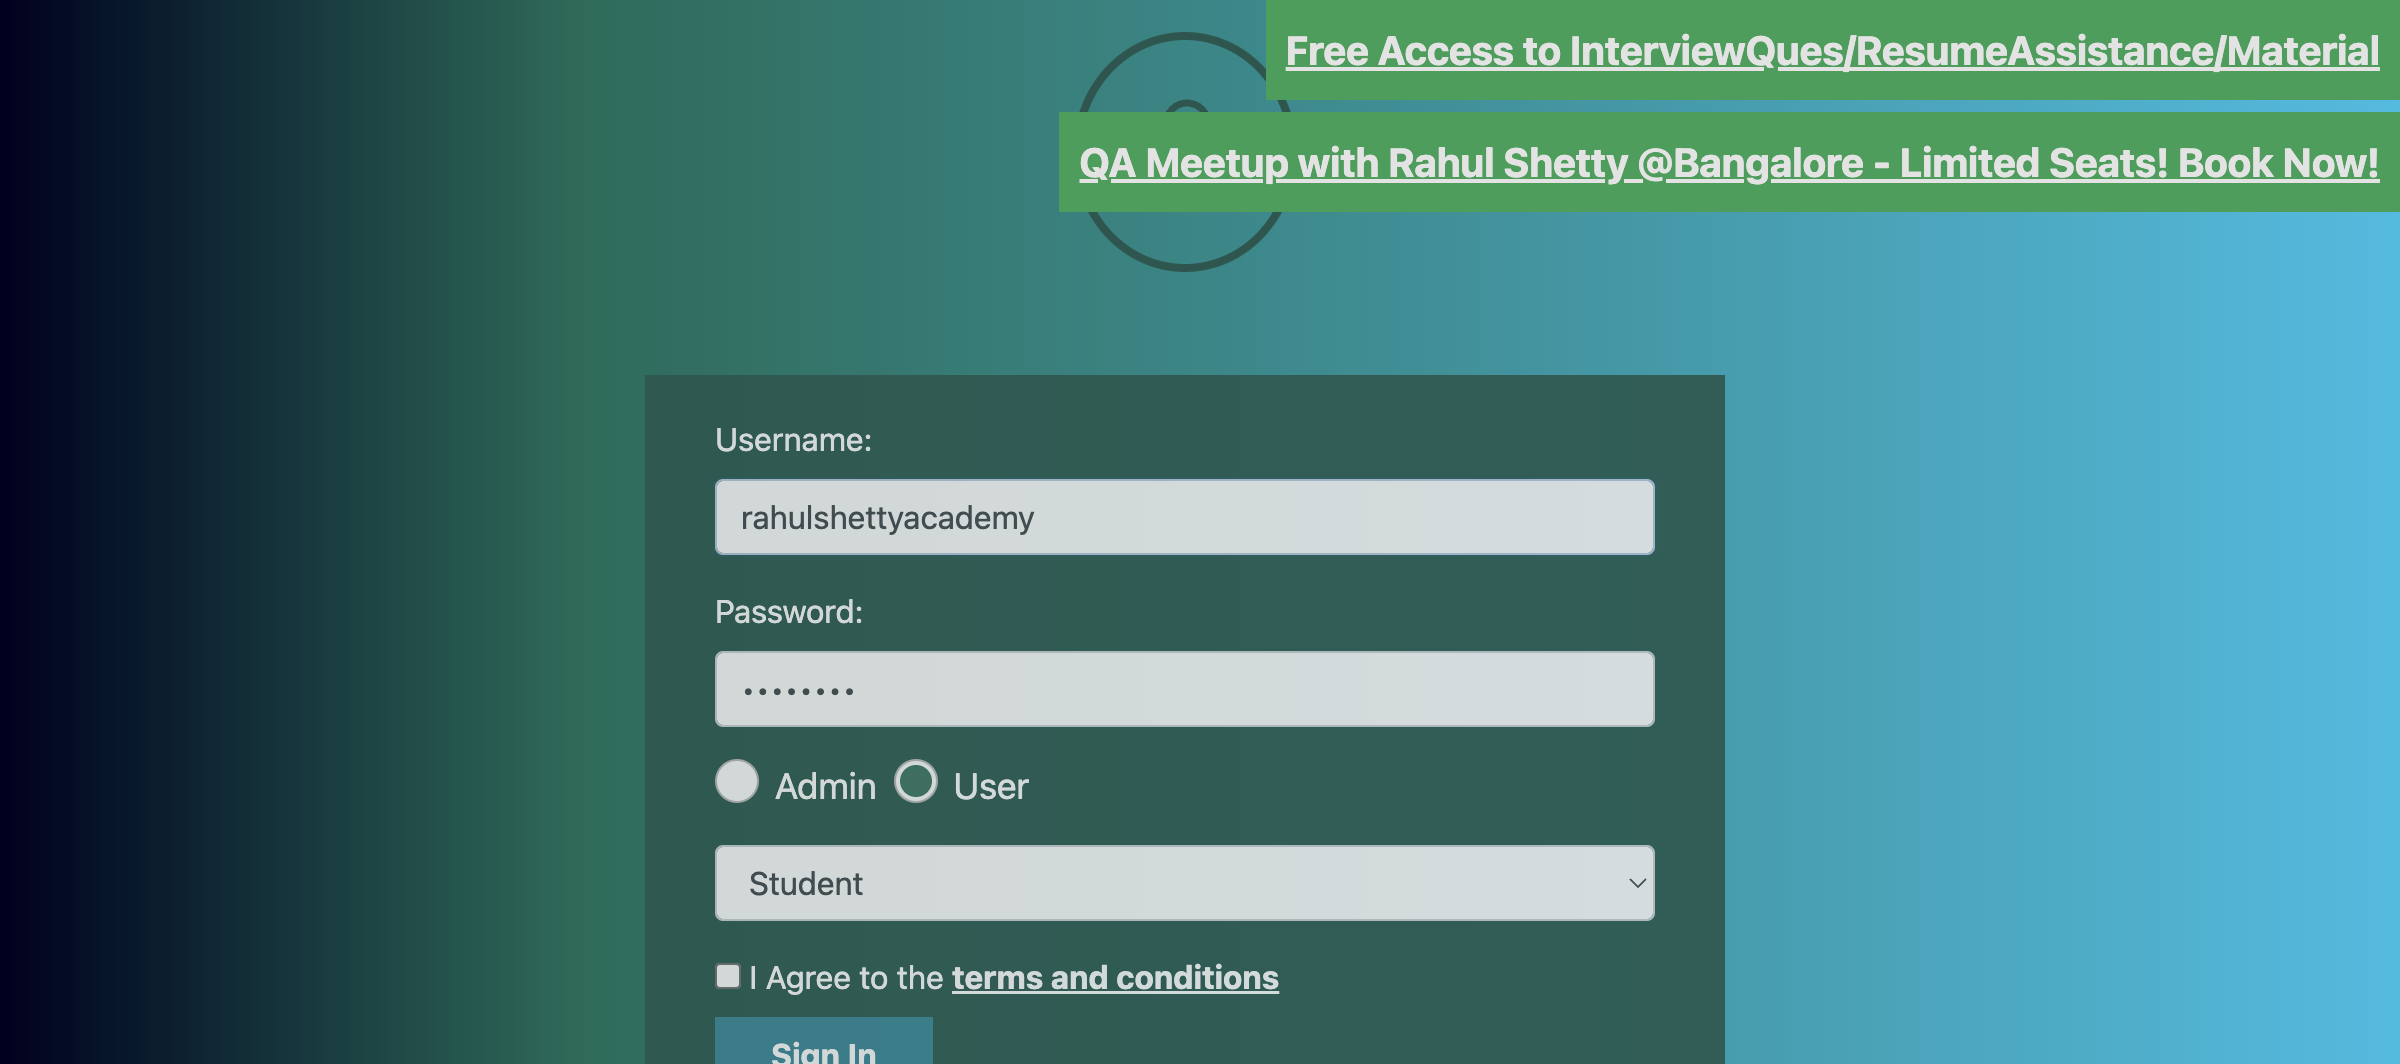 Free Access to InterviewQues/ResumeAssistance/Material
QA Meetup with Rahul Shetty @Bangalore - Limited Seats! Book Now!
Username:
rahulshettyacademy
Password:
••••••••
Admin User
Student
I Agree to the terms and conditions
Sign In